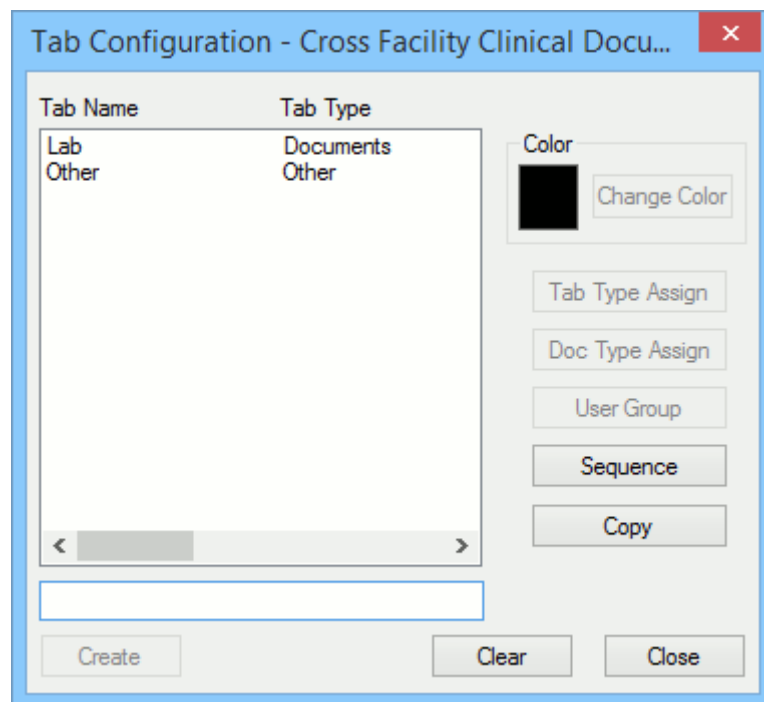 Tab Configuration - Cross Facility Clinical Docu...
Tab Name Tab Type
Lab Documents
Other Other
Color
Change Color
Tab Type Assign
Doc Type Assign
User Group
Sequence
Copy
Create Clear Close